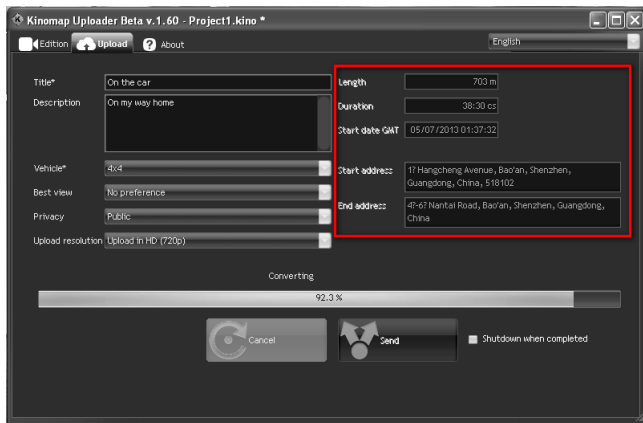 Kinomap Uploader Beta v.1.60 - Project1.kino *
Edition
Upload
? About
English
Title*
On the car
Description
On my way home
Vehicle*
4x4
Best view
No preference
Privacy
Public
Upload resolution
Upload in HD (720p)
Length
703 m
Duration
38:30 cs
Start date GMT
05/07/2013 01:37:32
Start address
1? Hangcheng Avenue, Bao'an, Shenzhen,
Guangdong, China, 518102
End address
4?-6? Nantai Road, Bao'an, Shenzhen, Guangdong,
China
Converting
92.3 %
Cancel
Send
Shutdown when completed